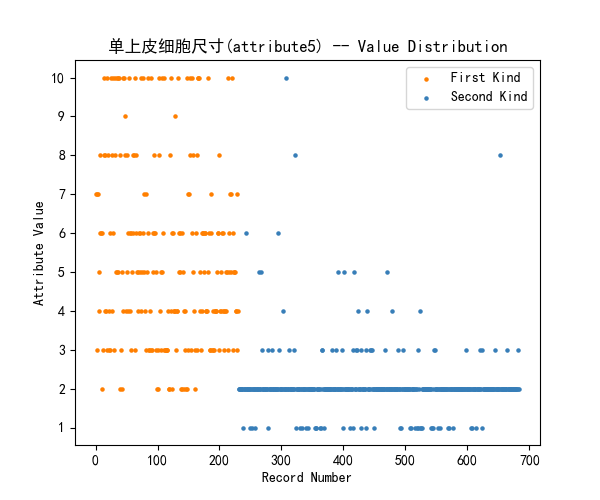 单上皮细胞尺寸(attribute5) -- Value Distribution
First Kind
Second Kind
Attribute Value
10
9
8
7
6
5
4
3
2
1
0 100 200 300 400 500 600 700
Record Number